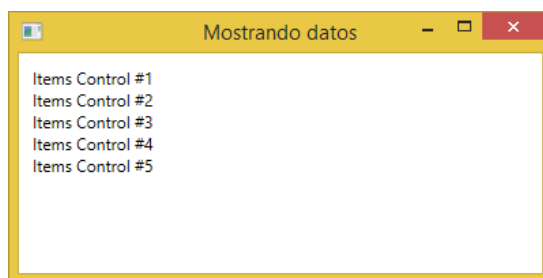 Mostrando datos
Items Control #1
Items Control #2
Items Control #3
Items Control #4
Items Control #5